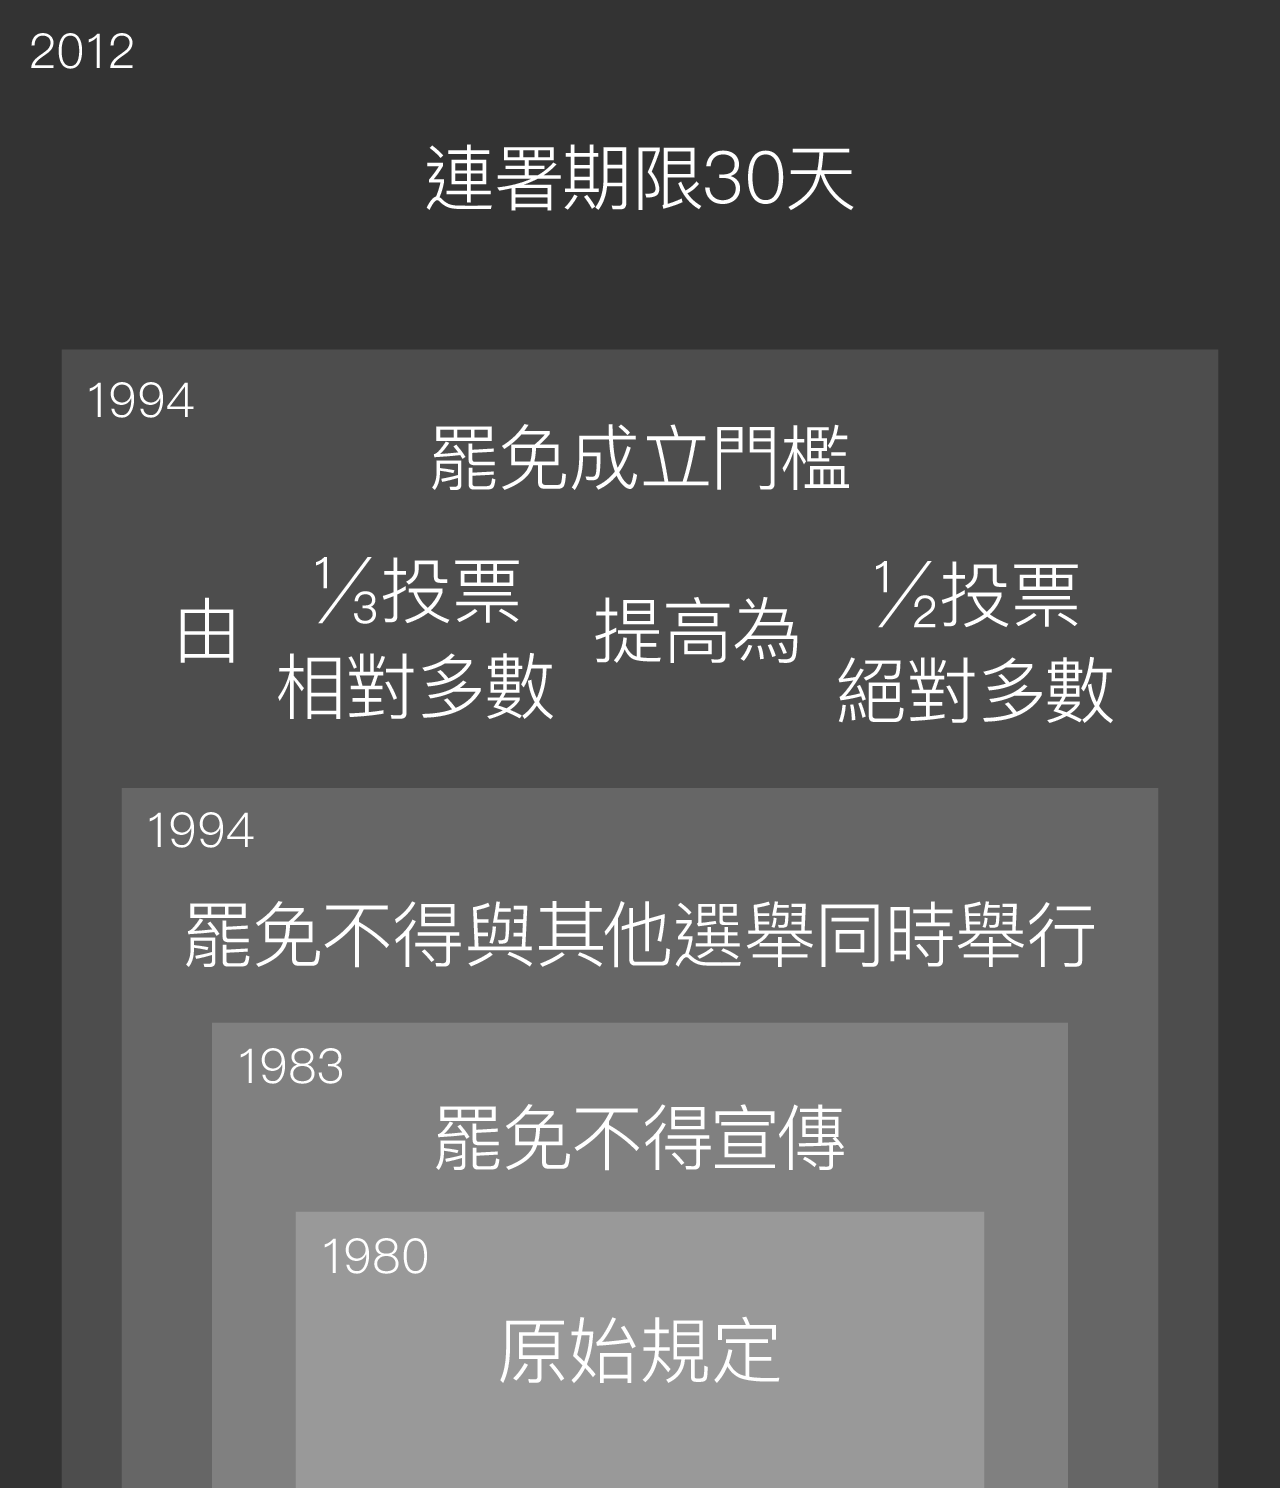 2012
連署期限30天
1994
罷免成立門檻
由 ⅓投票相對多數 提高為 ½投票絕對多數
1994
罷免不得與其他選舉同時舉行
1983
罷免不得宣傳
1980
原始規定